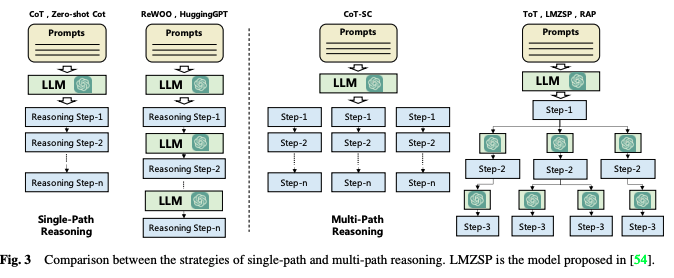 CoT , Zero-shot Cot
Prompts
LLM
Reasoning Step-1
Reasoning Step-2
Reasoning Step-n
Single-Path
Reasoning
ReWOO , HuggingGPT
Prompts
LLM
Reasoning Step-1
LLM
Reasoning Step-2
LLM
Reasoning Step-n
CoT-SC
Prompts
LLM
Step-1
Step-1
Step-1
Step-2
Step-2
Step-2
Step-n
Step-n
Step-n
Multi-Path
Reasoning
ToT , LMZSP , RAP
Prompts
LLM
Step-1
Step-2
Step-2
Step-2
Step-3
Step-3
Step-3
Step-3
Fig. 3 Comparison between the strategies of single-path and multi-path reasoning. LMZSP is the model proposed in [54].